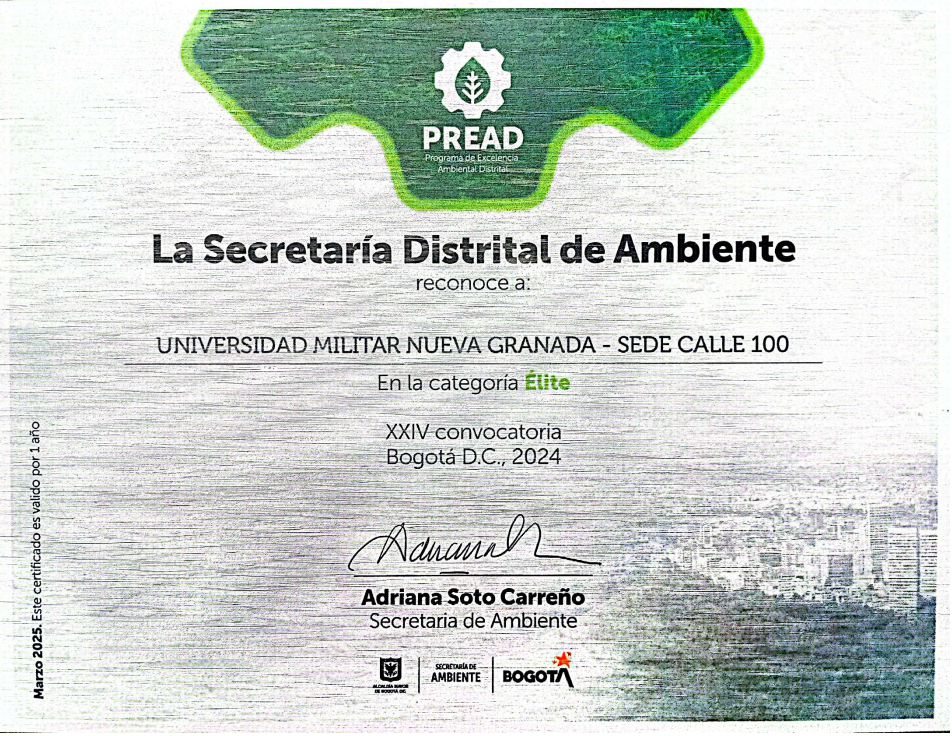 PREAD
Programa de Excelencia
Ambiental Distrital
La Secretaría Distrital de Ambiente
reconoce a:
UNIVERSIDAD MILITAR NUEVA GRANADA - SEDE CALLE 100
En la categoría Élite
XXIV convocatoria
Bogotá D.C., 2024
Adriana
Adriana Soto Carreño
Secretaria de Ambiente
ALCALDÍA MAYOR
DE BOGOTÁ D.C.
SECRETARÍA DE
AMBIENTE
BOGOTÁ
Marzo 2025. Este certificado es valido por 1 año